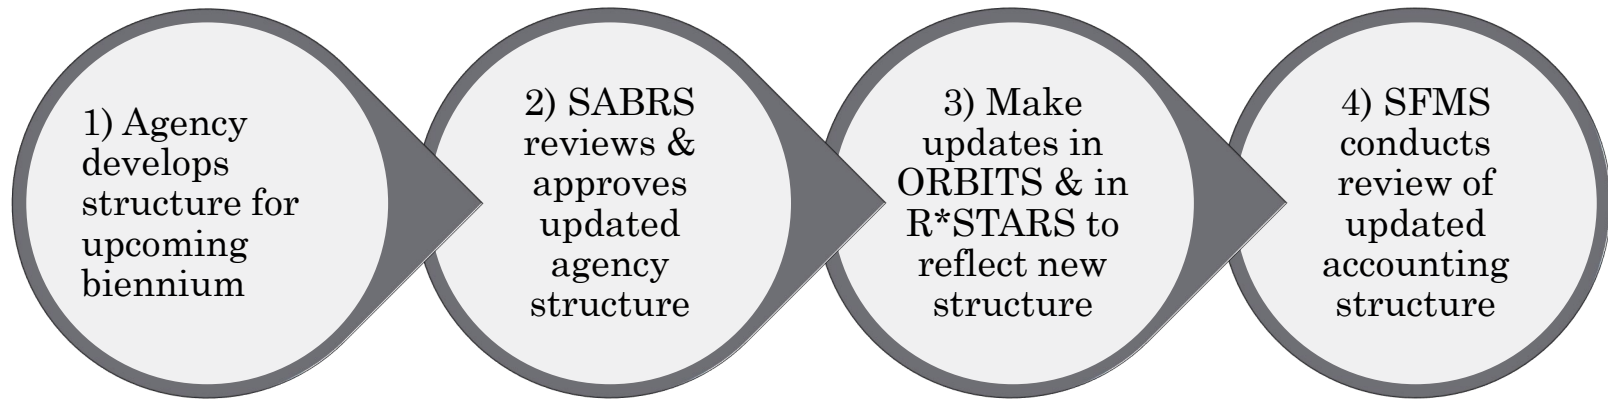 1) Agency
develops
structure for
upcoming
biennium
2) SABRS
reviews &
approves
updated
agency
structure
3) Make
updates in
ORBITS & in
R*STARS to
reflect new
structure
4) SFMS
conducts
review of
updated
accounting
structure